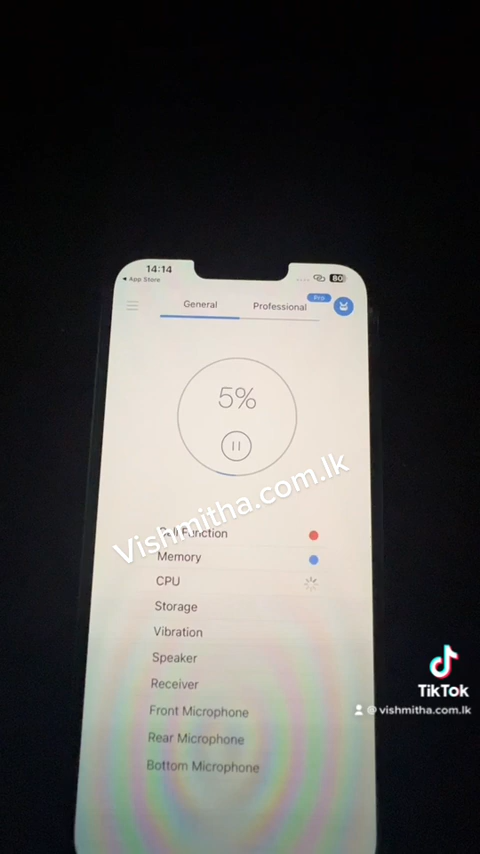 14:14
App Store
80
Pro
General
Professional
5%
Vishmitha.com.lk
Cell Function
Memory
CPU
Storage
Vibration
Speaker
Receiver
Front Microphone
Rear Microphone
Bottom Microphone
TikTok
@vishmitha.com.lk